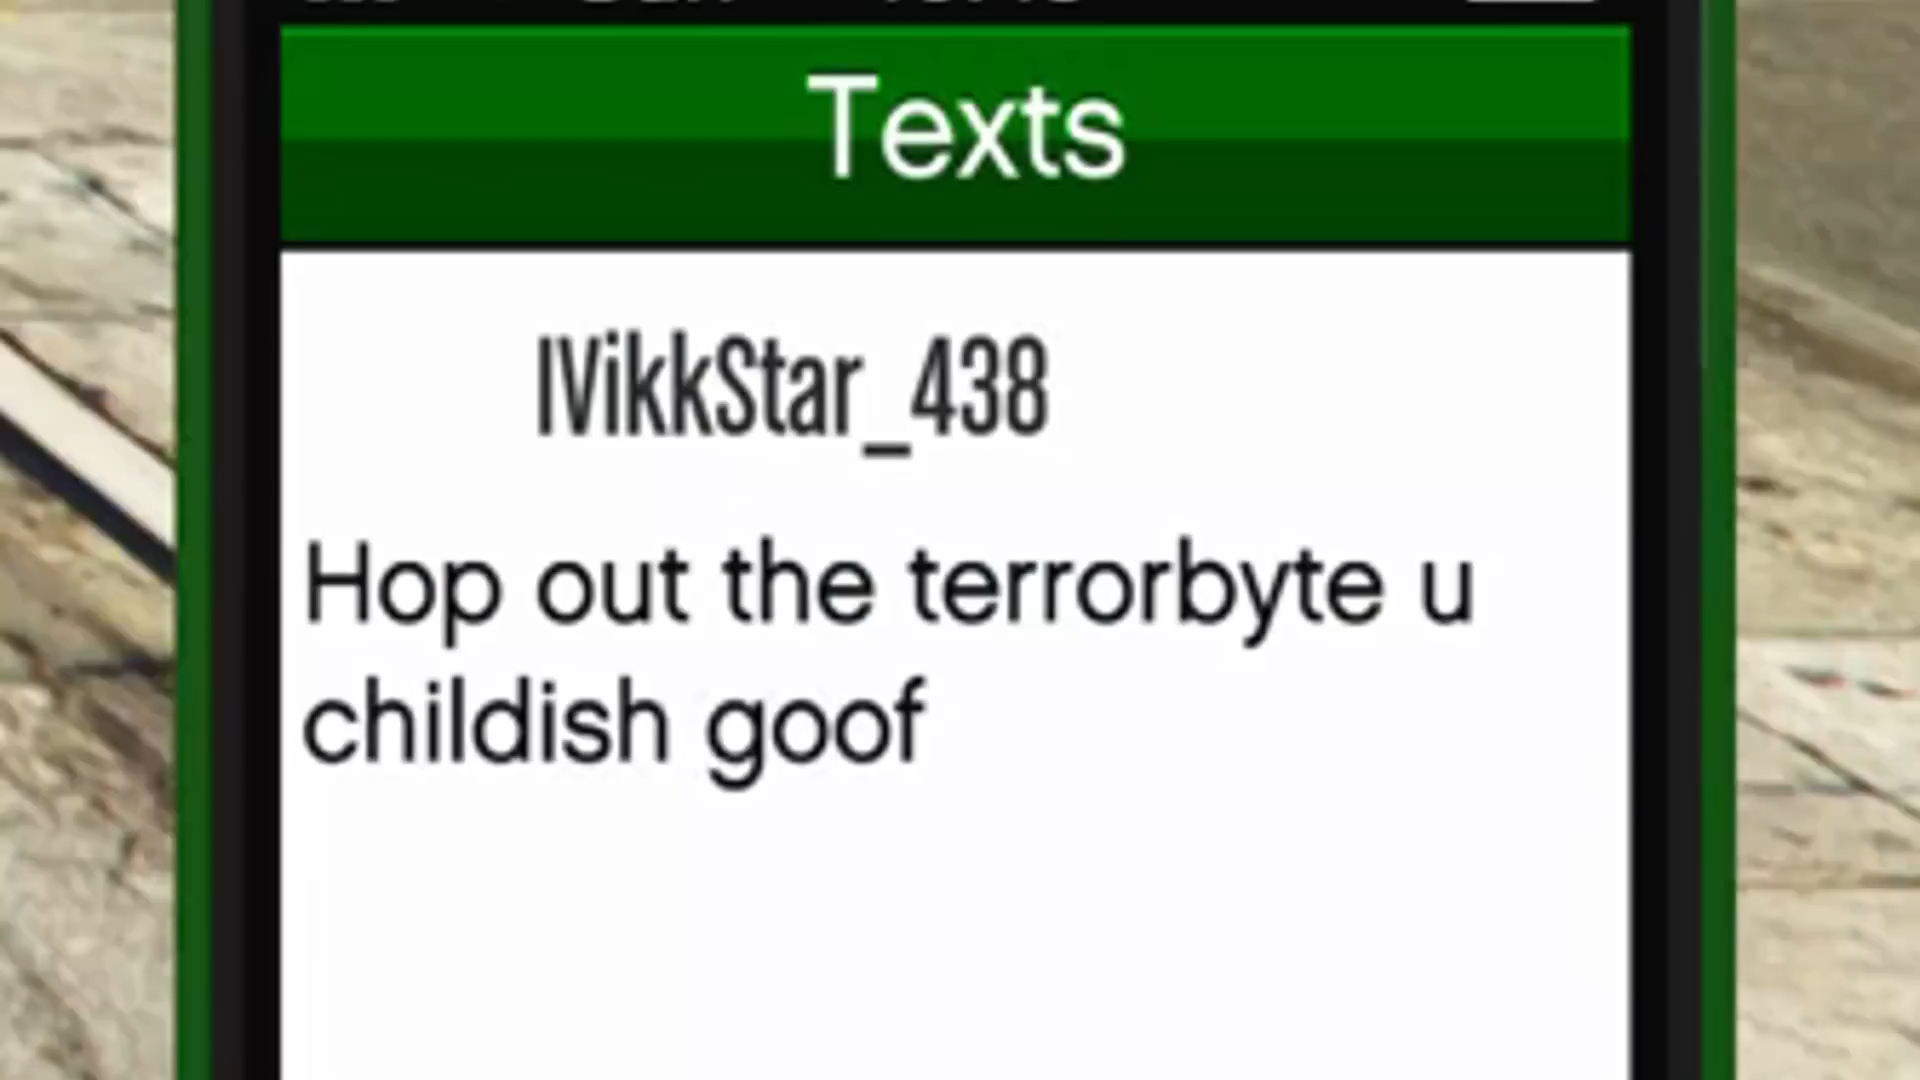 Texts
IVikkStar_438
Hop out the terrorbyte u
childish goof